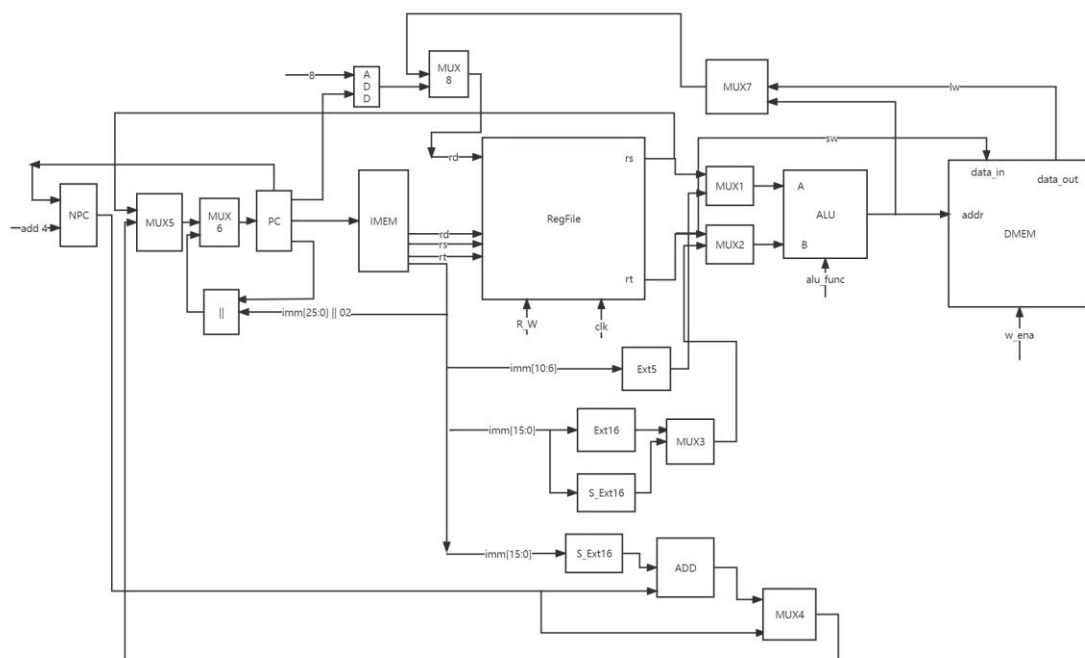 8
A
D
D
MUX
8
MUX7
lw
rd
rs
sw
data_in
data_out
NPC
add 4
MUX5
MUX
6
PC
IMEM
rd
rs
rt
RegFile
rt
MUX1
MUX2
A
ALU
B
addr
DMEM
||
imm[25:0] || 02
R_W
clk
alu_func
w_ena
imm[10:6]
Ext5
imm[15:0]
Ext16
MUX3
S_Ext16
imm[15:0]
S_Ext16
ADD
MUX4